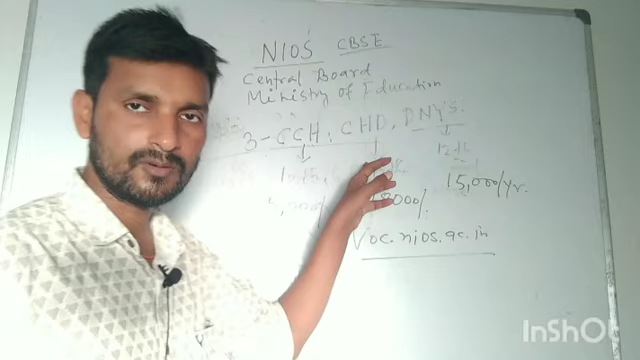 NIOS CBSE
Central Board
Ministry of Education
3 - CCH, CHD, DNYS.
12th
15,000/yr.
Voc.nios.ac.in
InShOt